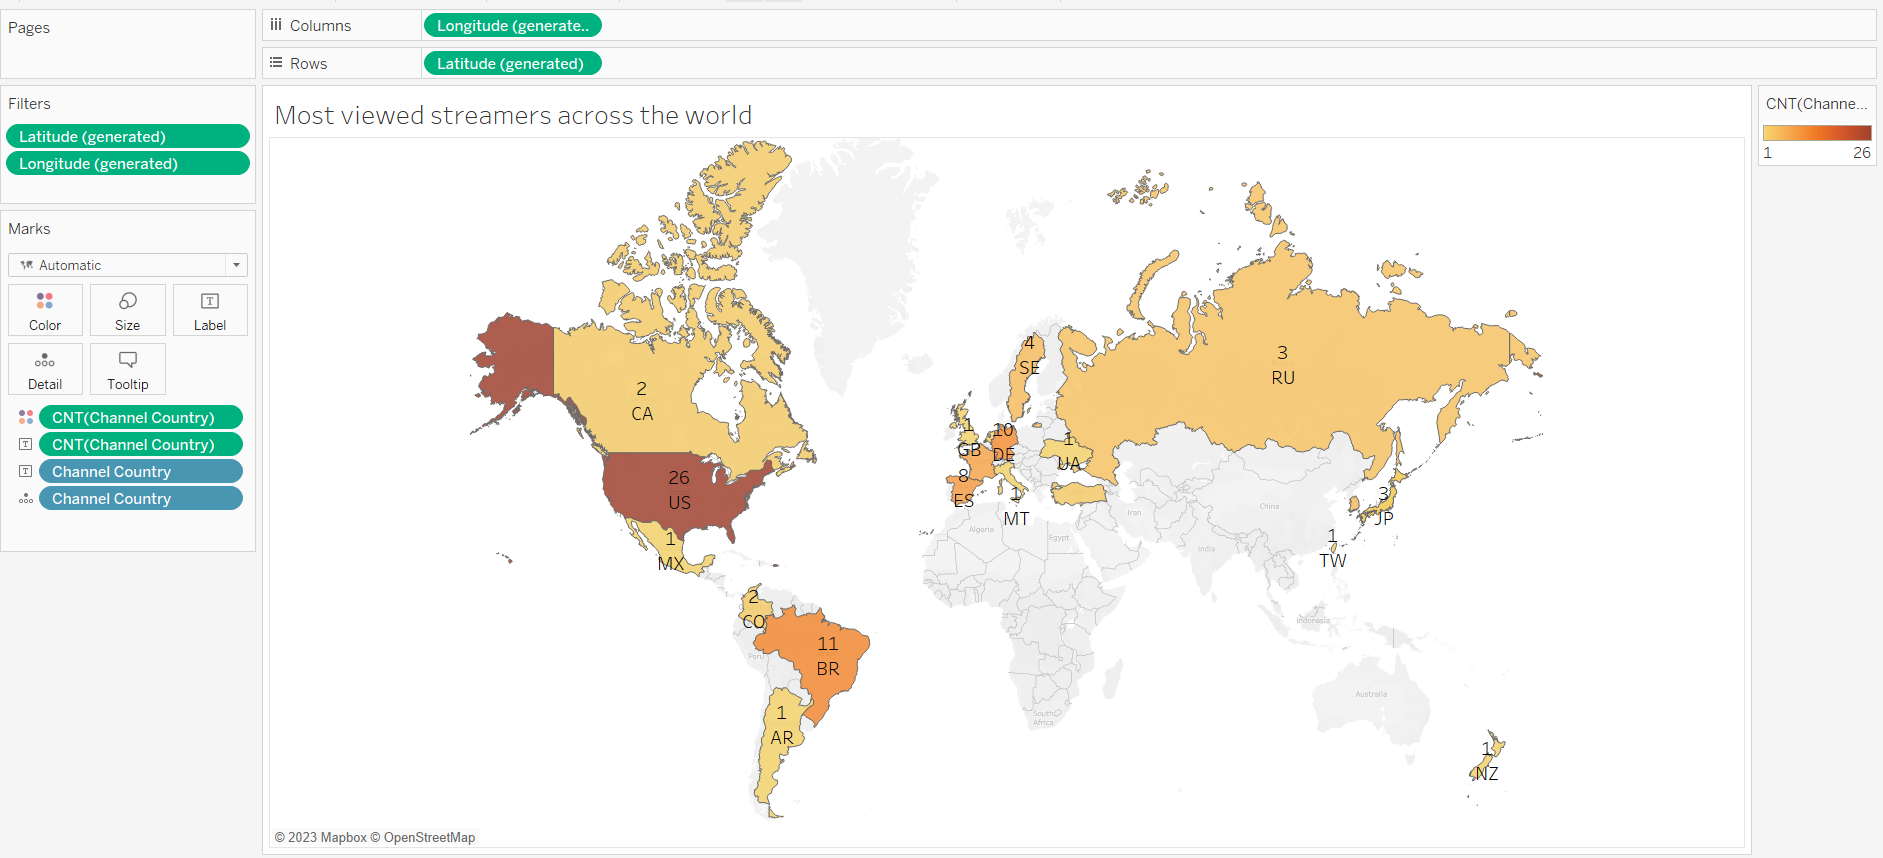 Pages
Columns
Longitude (generate..
Rows
Latitude (generated)
Filters
Latitude (generated)
Longitude (generated)
Marks
Automatic
Color
Size
Label
Detail
Tooltip
CNT(Channel Country)
CNT(Channel Country)
Channel Country
Channel Country
Most viewed streamers across the world
2
CA
26
US
1
MX
2
CO
11
BR
Peru
1
AR
4
SE
1
GB
10
DE
8
ES
1
MT
1
UA
3
RU
3
JP
1
TW
1
NZ
Algeria
Egypt
Iran
China
India
Indonesia
Australia
South
Africa
© 2023 Mapbox © OpenStreetMap
CNT(Channe...
1
26